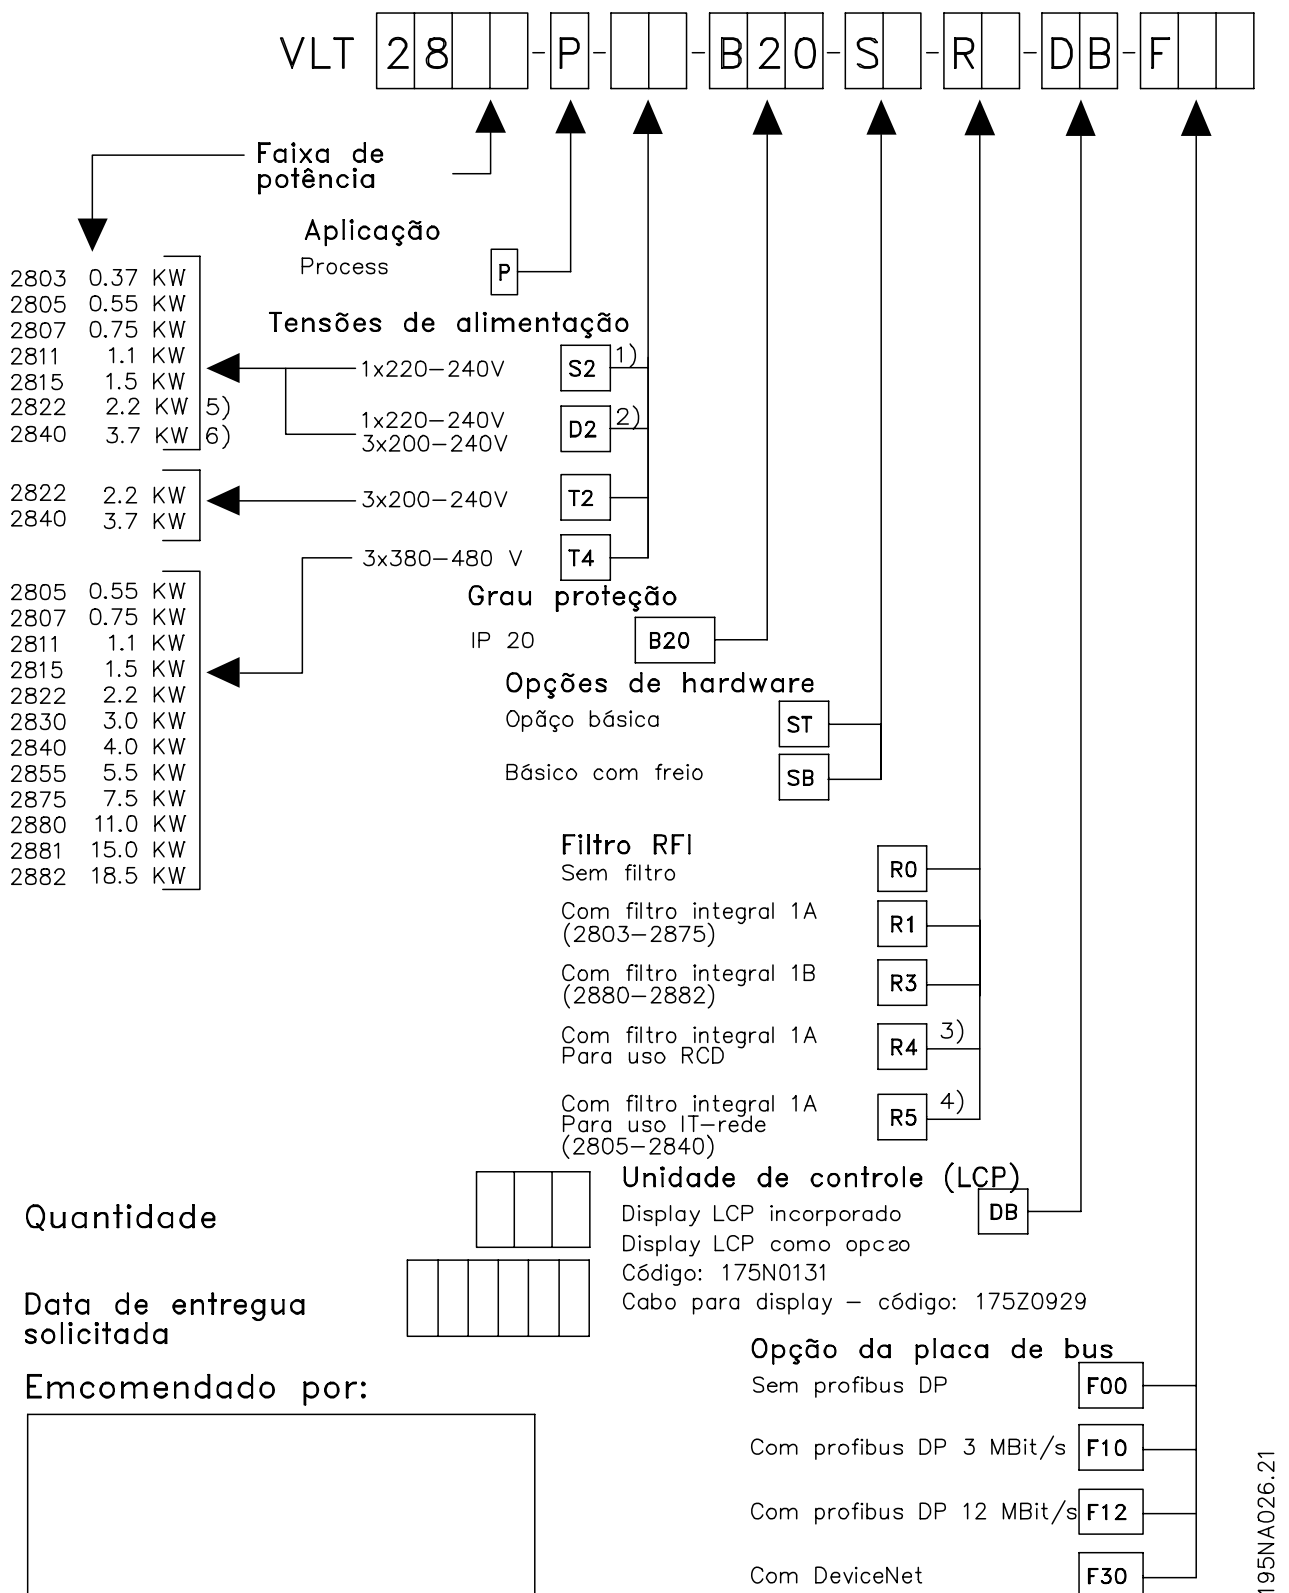 VLT 28 -P- -B20-S -R -DB-F
Faixa de
potência
Aplicação
Process P
2803 0.37 KW
2805 0.55 KW
2807 0.75 KW
2811 1.1 KW
2815 1.5 KW
2822 2.2 KW 5)
2840 3.7 KW 6)
Tensões de alimentação
1x220-240V S2 1)
1x220-240V
3x200-240V D2 2)
2822 2.2 KW
2840 3.7 KW
3x200-240V T2
3x380-480 V T4
2805 0.55 KW
2807 0.75 KW
2811 1.1 KW
2815 1.5 KW
2822 2.2 KW
2830 3.0 KW
2840 4.0 KW
2855 5.5 KW
2875 7.5 KW
2880 11.0 KW
2881 15.0 KW
2882 18.5 KW
Grau proteção
IP 20 B20
Opções de hardware
Opãço básica ST
Básico com freio SB
Filtro RFI
Sem filtro R0
Com filtro integral 1A
(2803-2875) R1
Com filtro integral 1B
(2880-2882) R3
Com filtro integral 1A
Para uso RCD R4 3)
Com filtro integral 1A
Para uso IT-rede
(2805-2840) R5 4)
Unidade de controle (LCP)
Display LCP incorporado DB
Display LCP como opcao
Código: 175N0131
Cabo para display - código: 175Z0929
Quantidade
Data de entregua
solicitada
Emcomendado por:
Opção da placa de bus
Sem profibus DP F00
Com profibus DP 3 MBit/s F10
Com profibus DP 12 MBit/s F12
Com DeviceNet F30
195NA026.21